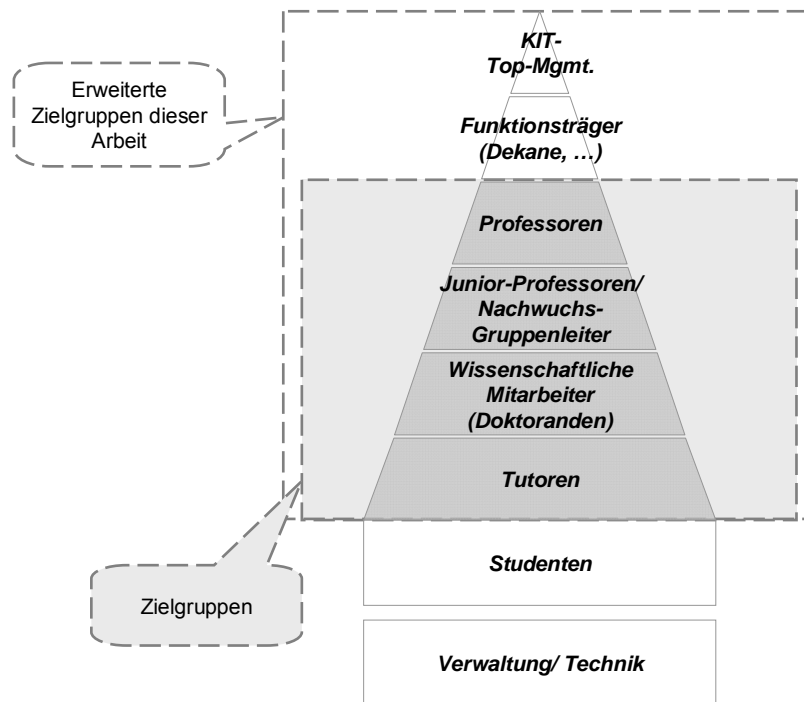 KIT-
Top-Mgmt.
Erweiterte
Zielgruppen dieser
Arbeit
Funktionsträger
(Dekane, …)
Professoren
Junior-Professoren/
Nachwuchs-
Gruppenleiter
Wissenschaftliche
Mitarbeiter
(Doktoranden)
Tutoren
Studenten
Zielgruppen
Verwaltung/ Technik